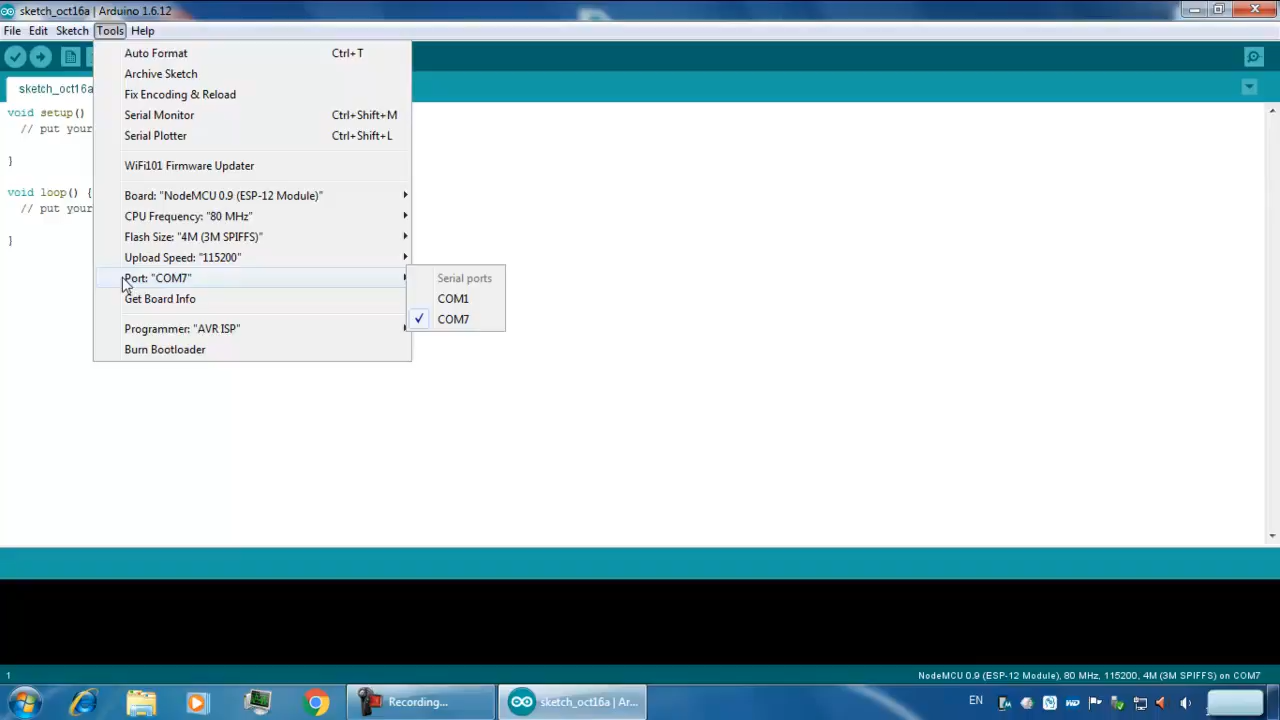 sketch_oct16a | Arduino 1.6.12
File Edit Sketch Tools Help
Auto Format Ctrl+T
Archive Sketch
Fix Encoding & Reload
Serial Monitor Ctrl+Shift+M
Serial Plotter Ctrl+Shift+L
WiFi101 Firmware Updater
Board: "NodeMCU 0.9 (ESP-12 Module)"
CPU Frequency: "80 MHz"
Flash Size: "4M (3M SPIFFS)"
Upload Speed: "115200"
Port: "COM7"
Get Board Info
Programmer: "AVR ISP"
Burn Bootloader
Serial ports
COM1
COM7
sketch_oct16a
void setup()
// put your
}
void loop() {
// put your
}
1
NodeMCU 0.9 (ESP-12 Module), 80 MHz, 115200, 4M (3M SPIFFS) on COM7
Recording...
sketch_oct16a | Ar...
EN